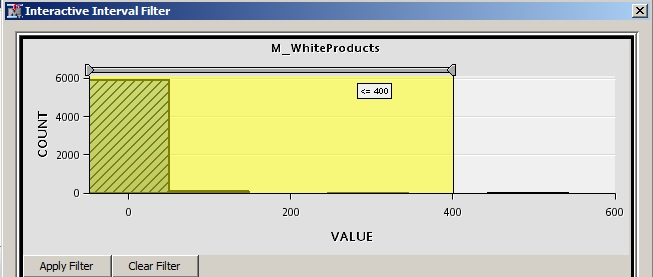 Interactive Interval Filter
M_WhiteProducts
<= 400
6000
4000
2000
0
COUNT
0 200 400 600
VALUE
Apply Filter Clear Filter